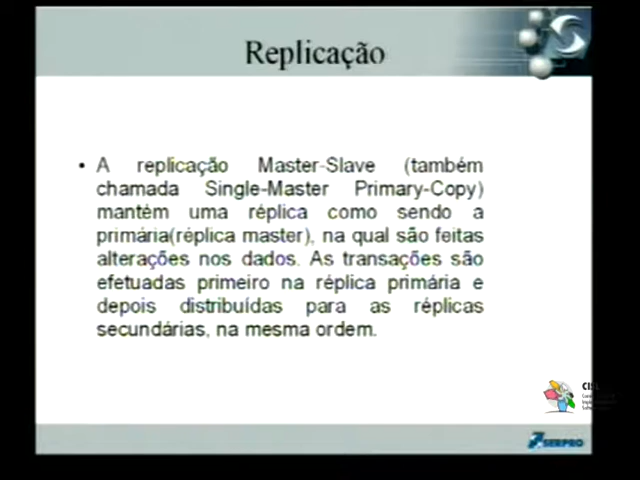 Replicação
• A replicação Master-Slave (também
chamada Single-Master Primary-Copy)
mantém uma réplica como sendo a
primária(réplica master), na qual são feitas
alterações nos dados. As transações são
efetuadas primeiro na réplica primária e
depois distribuídas para as réplicas
secundárias, na mesma ordem.
SERPRO